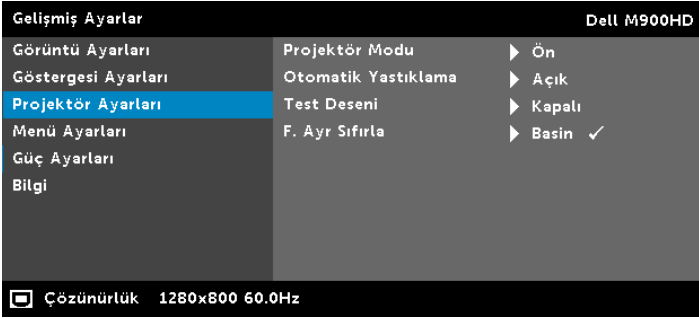 Gelişmiş Ayarlar Dell M900HD
Görüntü Ayarları Projektör Modu Ön
Göstergesi Ayarları Otomatik Yastıklama Açık
Projektör Ayarları Test Deseni Kapalı
Menü Ayarları F. Ayr Sıfırla Basin ✓
Güç Ayarları
Bilgi
Çözünürlük 1280x800 60.0Hz